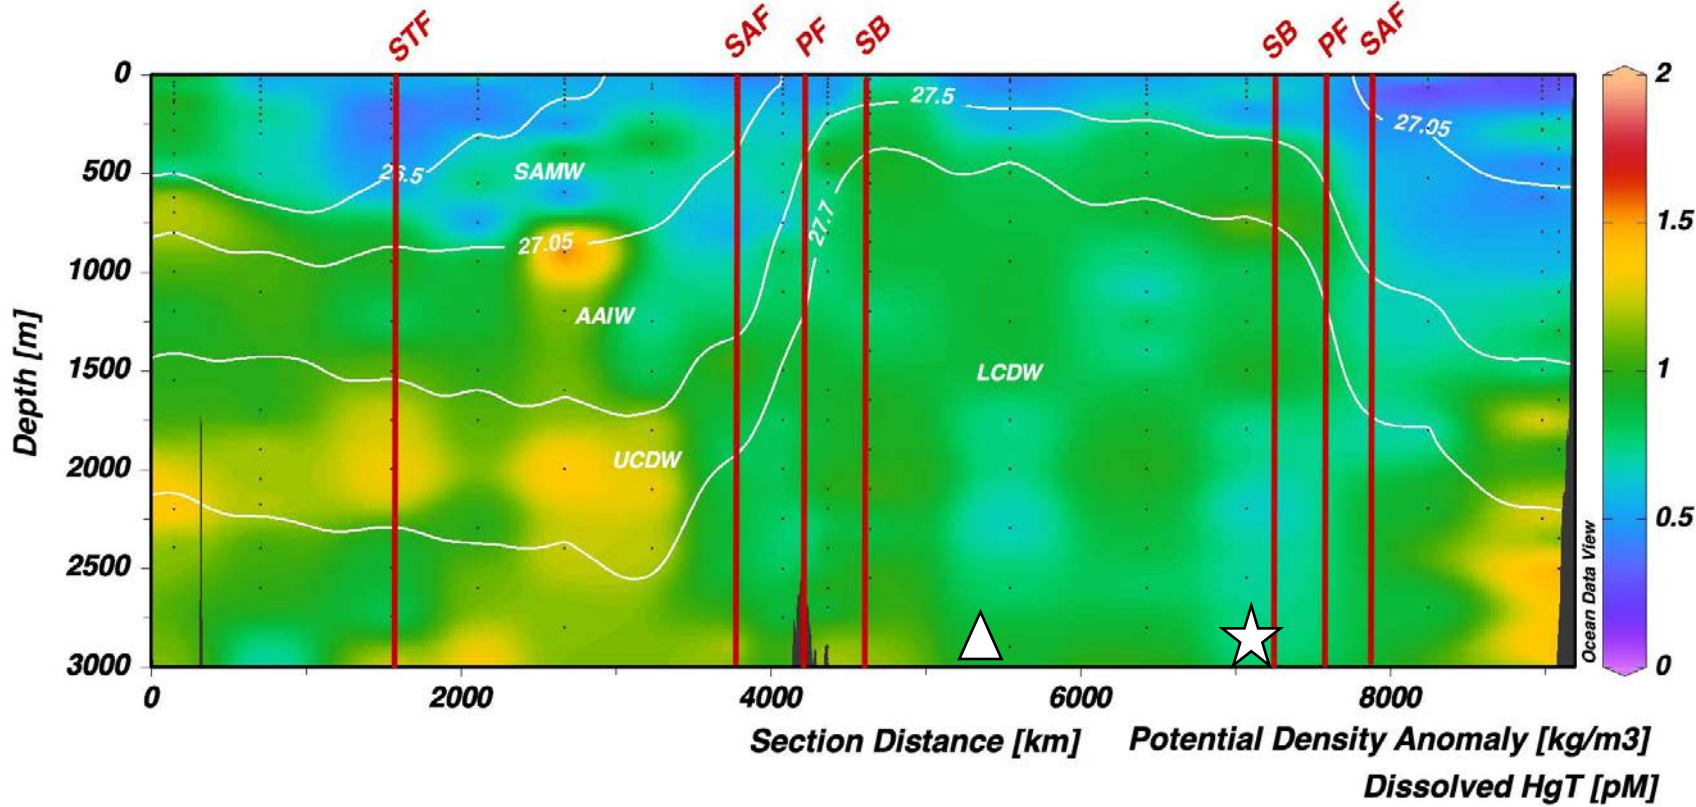 STF SAF PF SB SB PF SAF
0 2
27.5
27.05
500 26.5 SAMW 1.5
27.7
27.05
1000
AAIW
Depth [m]
1500 LCDW 1
2000 UCDW
0.5
2500
Ocean Data View
3000 0
0 2000 4000 6000 8000
Section Distance [km] Potential Density Anomaly [kg/m3]
Dissolved HgT [pM]